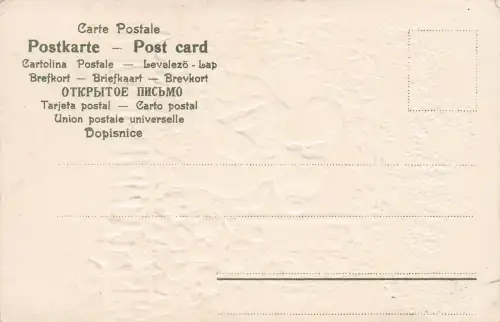 Carte Postale
Postkarte – Post card
Cartolina Postale — Levelező-Lap
Brefkort — Briefkaart — Brevkort
ОТКРЫТОЕ ПИСЬМО
Tarjeta postal — Carto postal
Union postale universelle
Dopisnice